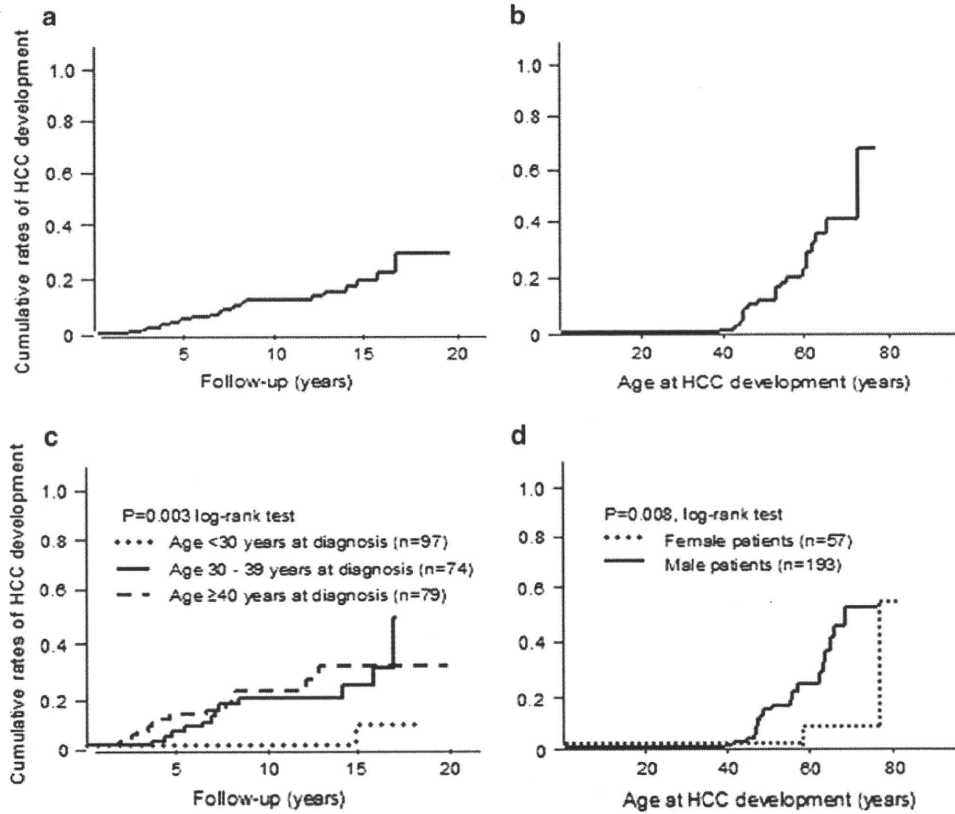 a
Cumulative rates of HCC development
1.0
0.8
0.6
0.4
0.2
0
5 10 15 20
Follow-up (years)
b
1.0
0.8
0.6
0.4
0.2
0
20 40 60 80
Age at HCC development (years)
c
Cumulative rates of HCC development
1.0
0.8
0.6
0.4
0.2
0
P=0.003 log-rank test
Age <30 years at diagnosis (n=97)
Age 30 - 39 years at diagnosis (n=74)
Age ≥40 years at diagnosis (n=79)
5 10 15 20
Follow-up (years)
d
1.0
0.8
0.6
0.4
0.2
0
P=0.008, log-rank test
Female patients (n=57)
Male patients (n=193)
20 40 60 80
Age at HCC development (years)